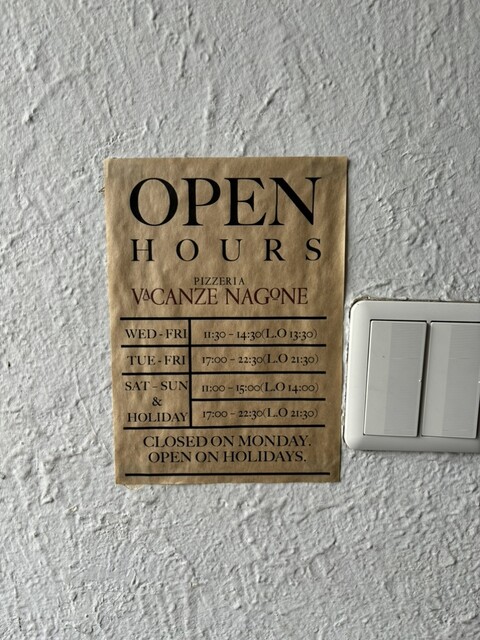 OPEN
HOURS
PIZZERIA
VACANZE NAGONE
WED - FRI 11:30 - 14:30(L.O 13:30)
TUE - FRI 17:00 - 22:30(L.O 21:30)
SAT - SUN & HOLIDAY 11:00 - 15:00(L.O 14:00)
17:00 - 22:30(L.O 21:30)
CLOSED ON MONDAY.
OPEN ON HOLIDAYS.